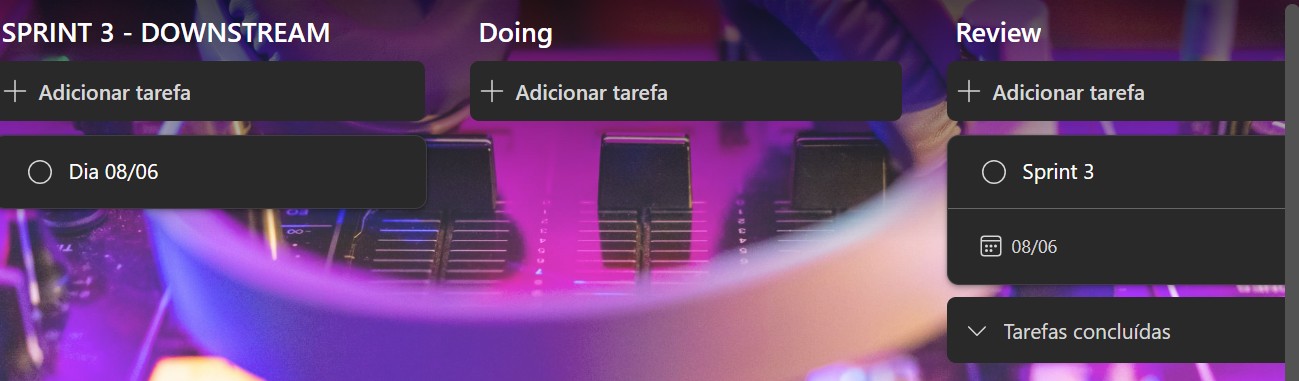 SPRINT 3 - DOWNSTREAM
Adicionar tarefa
Dia 08/06
Doing
Adicionar tarefa
Review
Adicionar tarefa
Sprint 3
08/06
Tarefas concluídas